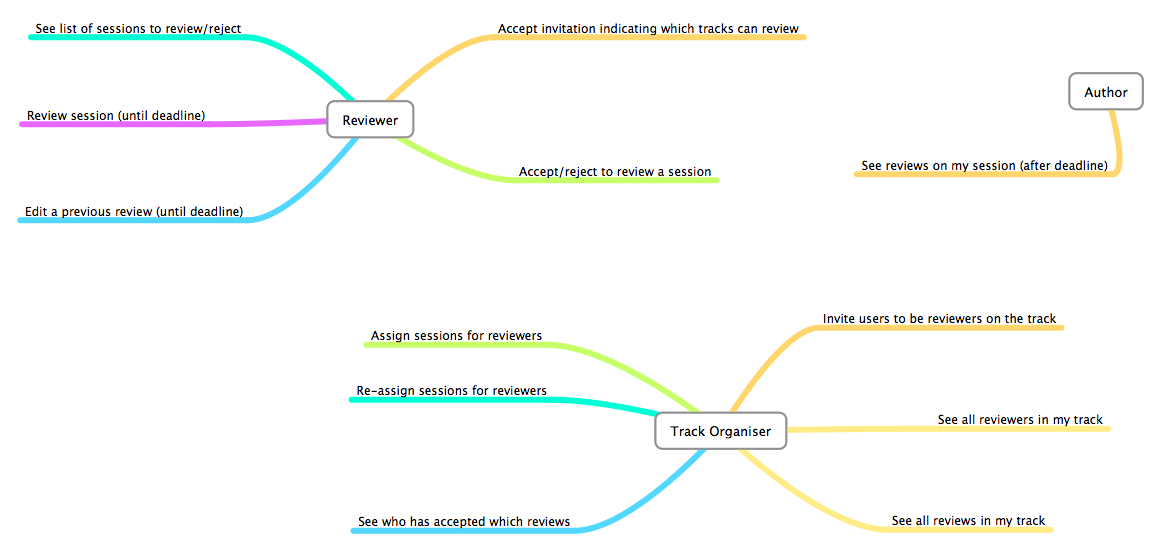 See list of sessions to review/reject
Accept invitation indicating which tracks can review
Author
Review session (until deadline)
Reviewer
See reviews on my session (after deadline)
Accept/reject to review a session
Edit a previous review (until deadline)
Invite users to be reviewers on the track
Assign sessions for reviewers
Re-assign sessions for reviewers
See all reviewers in my track
Track Organiser
See who has accepted which reviews
See all reviews in my track